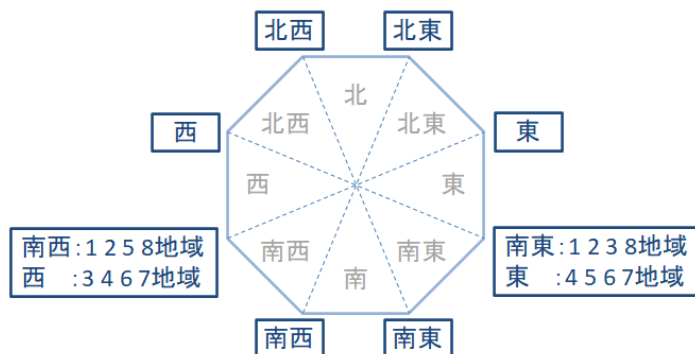 北西
北東
北
北西
北東
西
東
西
東
南西:1258地域
西 :3467地域
南西
南東
南
南東:1238地域
東 :4567地域
南西
南東